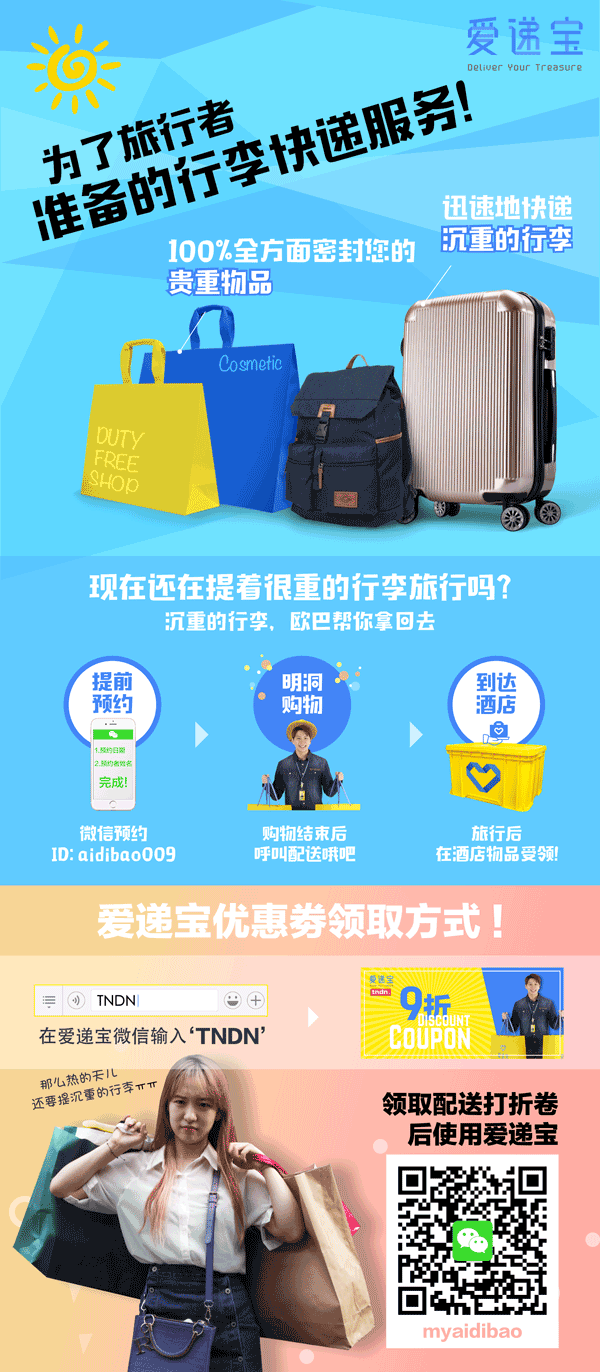 爱递宝
Deliver Your Treasure
为了旅行者
准备的行李快递服务!
迅速地快递
沉重的行李
100%全方面密封您的
贵重物品
Cosmetic
DUTY
FREE
SHOP
现在还在提着很重的行李旅行吗?
沉重的行李, 欧巴帮你拿回去
提前
预约
1.预约日期
2.预约者姓名
完成!
微信预约
ID: aidibao009
明洞
购物
购物结束后
呼叫配送哦吧
到达
酒店
旅行后
在酒店物品受领!
爱递宝优惠券领取方式！
TNDN
在爱递宝微信输入‘TNDN’
爱递宝
tndn.
9折
DISCOUNT
COUPON
那么热的天儿
还要摇沉重的行李ㅠㅠ
领取配送打折卷
后使用爱递宝
myaidibao